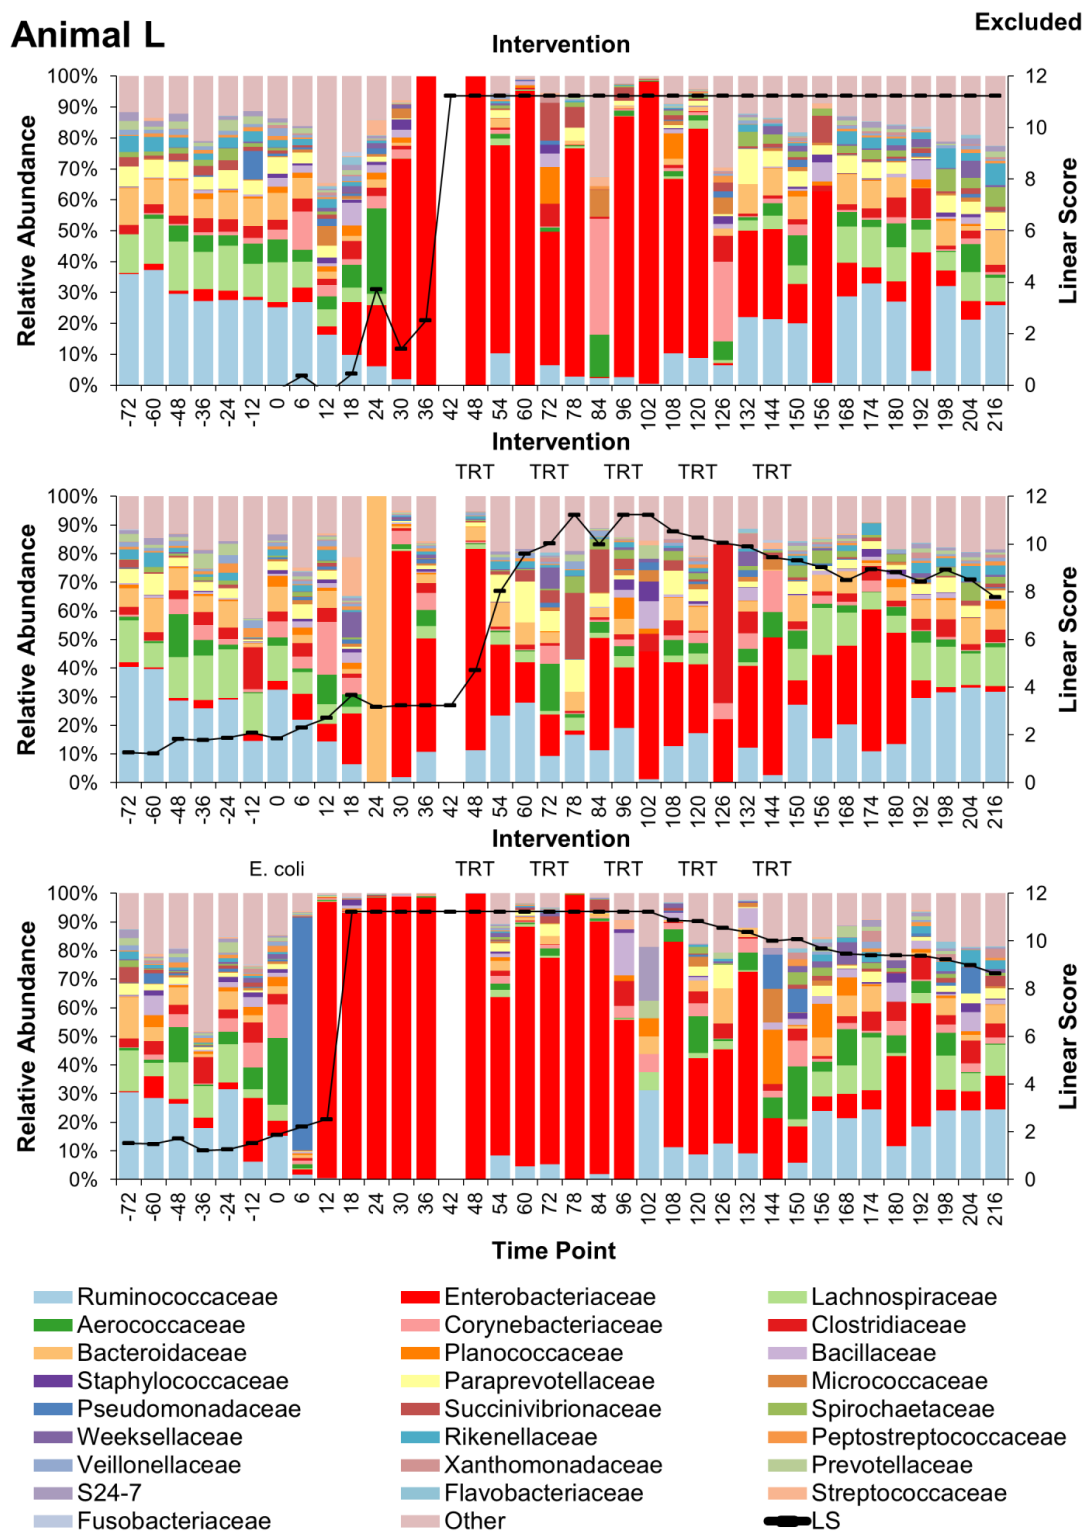 Animal L
Excluded
Intervention
100% 12
90%
80% 10
70% 8
60%
50% 6
40%
30% 4
20% 2
10%
0% 0
Relative Abundance
Linear Score
-72 -60 -48 -36 -24 -12 0 6 12 18 24 30 36 42 48 54 60 72 78 84 96 102 108 120 126 132 144 150 156 168 174 180 192 198 204 216
Intervention
TRT TRT TRT TRT TRT
100% 12
90%
80% 10
70% 8
60%
50% 6
40%
30% 4
20% 2
10%
0% 0
Relative Abundance
Linear Score
-72 -60 -48 -36 -24 -12 0 6 12 18 24 30 36 42 48 54 60 72 78 84 96 102 108 120 126 132 144 150 156 168 174 180 192 198 204 216
Intervention
E. coli TRT TRT TRT TRT TRT
100% 12
90%
80% 10
70% 8
60%
50% 6
40%
30% 4
20% 2
10%
0% 0
Relative Abundance
Linear Score
-72 -60 -48 -36 -24 -12 0 6 12 18 24 30 36 42 48 54 60 72 78 84 96 102 108 120 126 132 144 150 156 168 174 180 192 198 204 216
Time Point
Ruminococcaceae Enterobacteriaceae Lachnospiraceae
Aerococcaceae Corynebacteriaceae Clostridiaceae
Bacteroidaceae Planococcaceae Bacillaceae
Staphylococcaceae Paraprevotellaceae Micrococcaceae
Pseudomonadaceae Succinivibrionaceae Spirochaetaceae
Weeksellaceae Rikenellaceae Peptostreptococcaceae
Veillonellaceae Xanthomonadaceae Prevotellaceae
S24-7 Flavobacteriaceae Streptococcaceae
Fusobacteriaceae Other LS